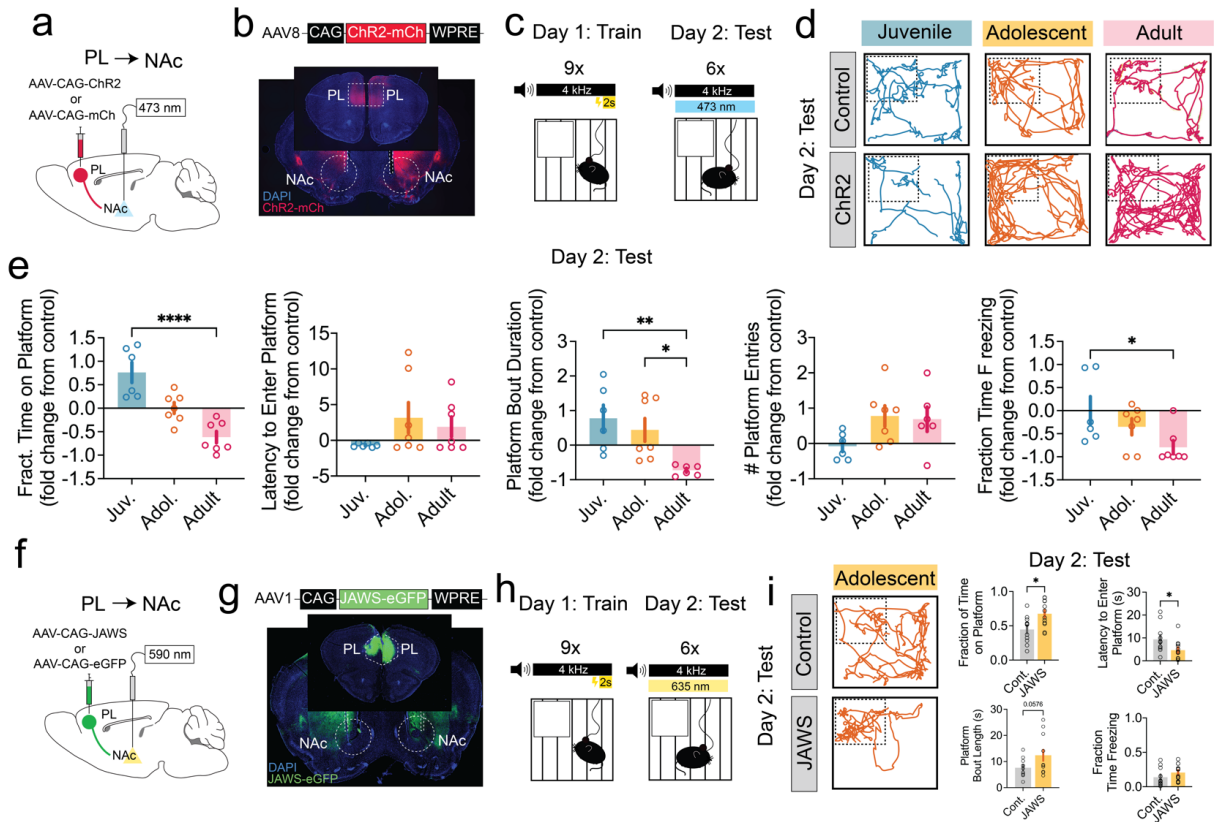 a
PL → NAc
AAV-CAG-ChR2
or
AAV-CAG-mCh
473 nm
PL
NAc
b
AAV8 CAG ChR2-mCh WPRE
PL PL
NAc NAc
DAPI
ChR2-mCh
c
Day 1: Train Day 2: Test
9x 6x
4 kHz 4 kHz
2s 473 nm
d
Juvenile Adolescent Adult
Day 2: Test
Control
ChR2
e
Day 2: Test
Fract. Time on Platform
(fold change from control)
****
1.5
1.0
0.5
0.0
-0.5
-1.0
-1.5
Juv. Adol. Adult
Latency to Enter Platform
(fold change from control)
15
10
5
0
-5
Juv. Adol. Adult
Platform Bout Duration
(fold change from control)
**
*
3
2
1
0
-1
Juv. Adol. Adult
# Platform Entries
(fold change from control)
3
2
1
0
-1
Juv. Adol. Adult
Fraction Time F reezing
(fold change from control)
*
1.5
1.0
0.5
0.0
-0.5
-1.0
-1.5
Juv. Adol. Adult
f
PL → NAc
AAV-CAG-JAWS
or
AAV-CAG-eGFP
590 nm
PL
NAc
g
AAV1 CAG JAWS-eGFP WPRE
PL PL
NAc NAc
DAPI
JAWS-eGFP
h
Day 1: Train Day 2: Test
9x 6x
4 kHz 4 kHz
2s 635 nm
i
Adolescent
Day 2: Test
Control
JAWS
Day 2: Test
Fraction of Time
on Platform
*
1.0
0.5
0.0
Cont. JAWS
Latency to Enter
Platform (s)
*
30
20
10
0
Cont. JAWS
Platform
Bout Length (s)
0.0576
30
20
10
0
Cont. JAWS
Fraction
Time Freezing
1.0
0.5
0.0
Cont. JAWS